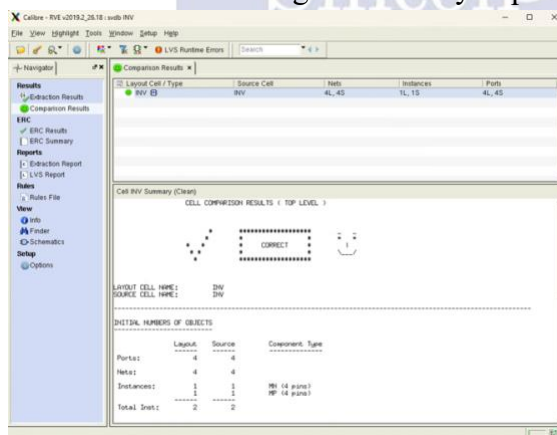 Calibre - RVE v2019.2_26.18 : svdb INV
File View Highlight Tools Window Setup Help
LVS Runtime Errors Search
Navigator Comparison Results
Results
Extraction Results
Comparison Results
ERC
ERC Results
ERC Summary
Reports
Extraction Report
LVS Report
Rules
Rules File
View
Info
Finder
Schematics
Setup
Options
Layout Cell / Type Source Cell Nets Instances Ports
INV INV 4L, 4S 1L, 1S 4L, 4S
Cell INV Summary (Clean)
CELL COMPARISON RESULTS ( TOP LEVEL )
CORRECT
LAYOUT CELL NAME: INV
SOURCE CELL NAME: INV
INITIAL NUMBERS OF OBJECTS
Layout Source Component Type
Ports: 4 4
Nets: 4 4
Instances: 1 1 MN (4 pins)
1 1 MP (4 pins)
Total Inst: 2 2